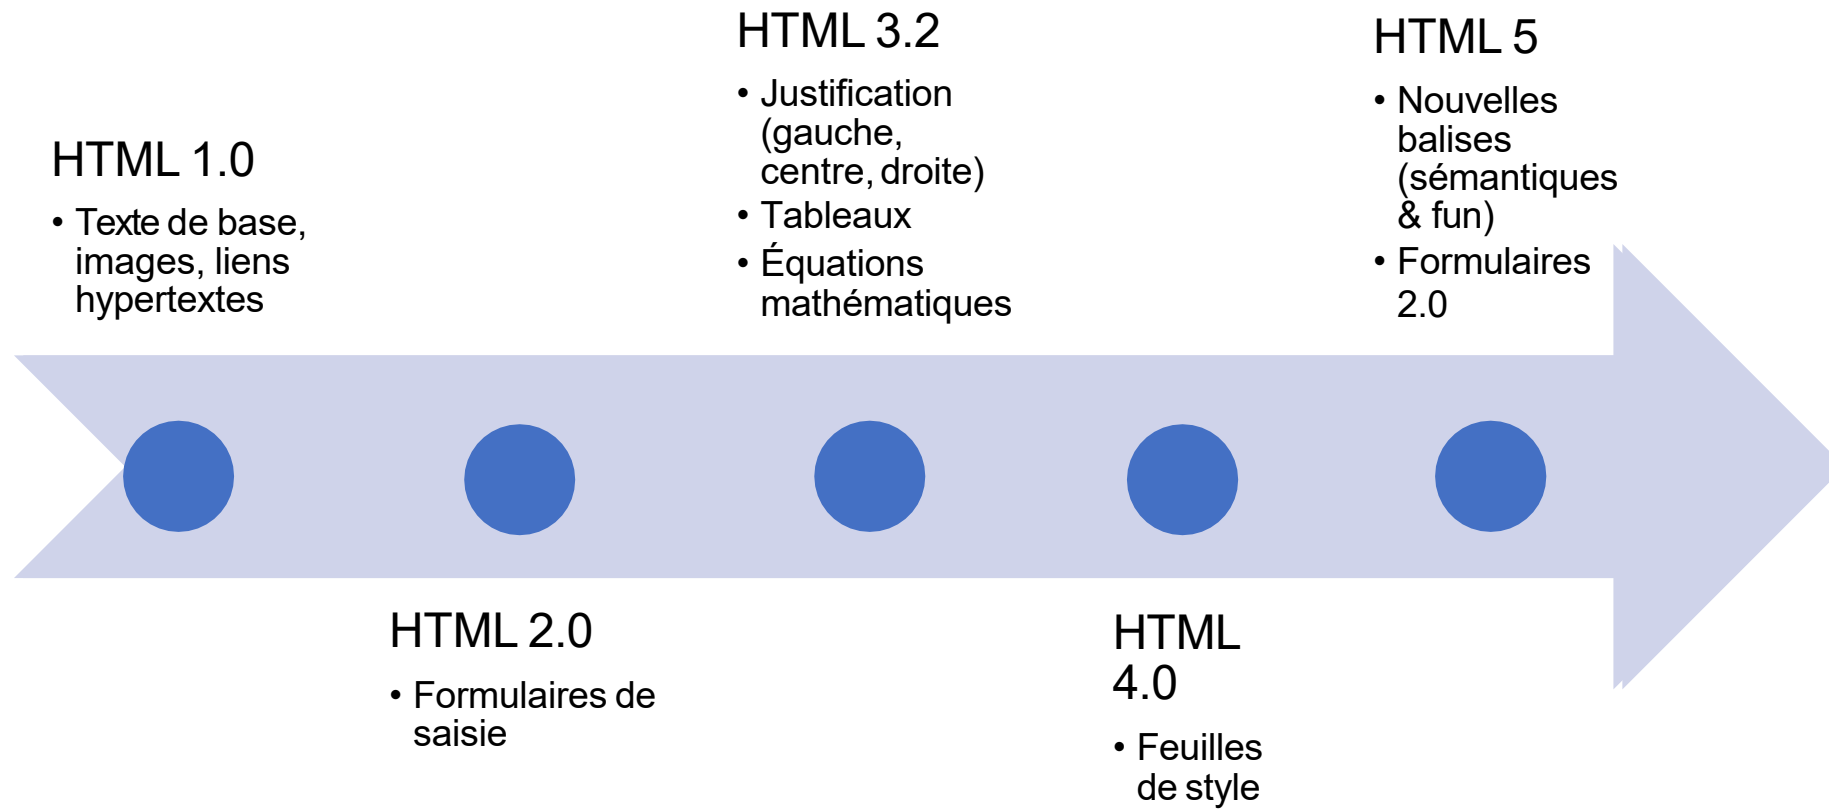 HTML 1.0
• Texte de base,
images, liens
hypertextes
HTML 2.0
• Formulaires de
saisie
HTML 3.2
• Justification
(gauche,
centre, droite)
• Tableaux
• Équations
mathématiques
HTML
4.0
• Feuilles
de style
HTML 5
• Nouvelles
balises
(sémantiques
& fun)
• Formulaires
2.0